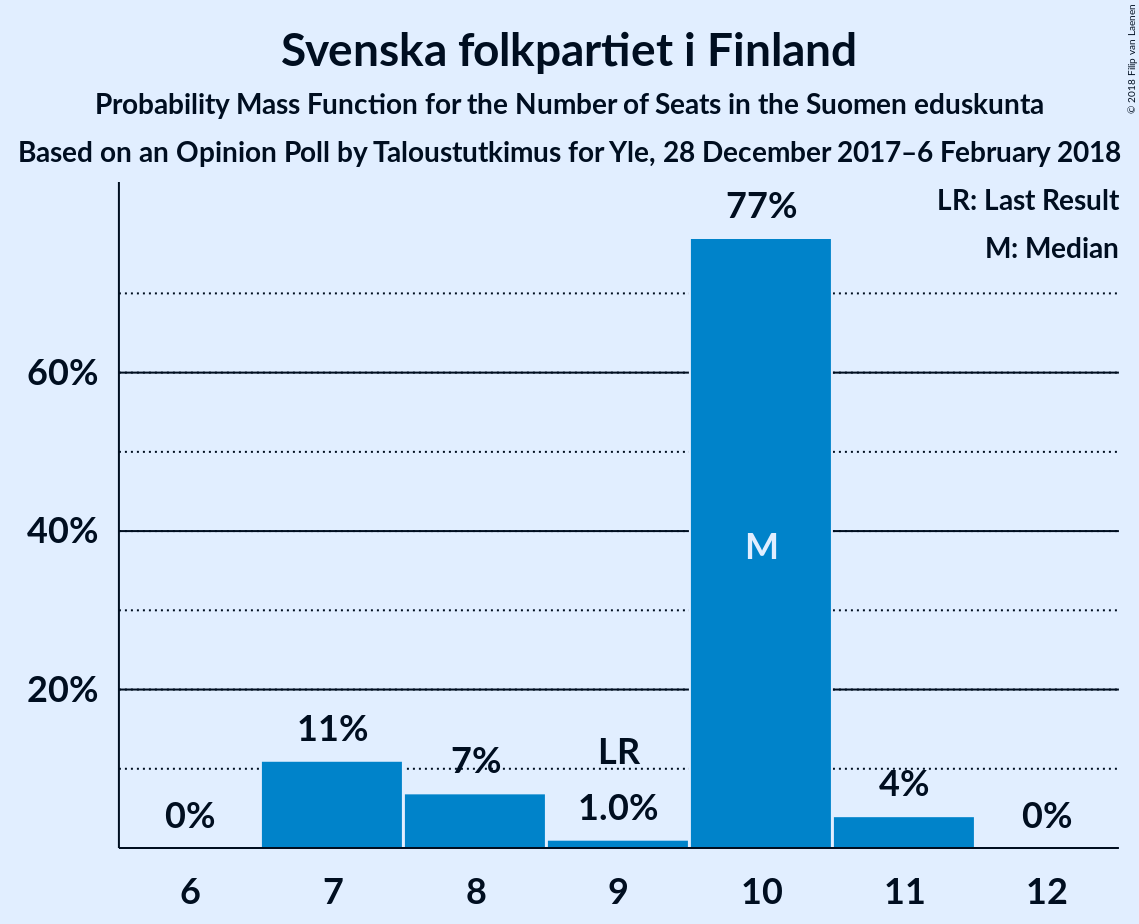 Svenska folkpartiet i Finland
Probability Mass Function for the Number of Seats in the Suomen eduskunta
Based on an Opinion Poll by Taloustutkimus for Yle, 28 December 2017–6 February 2018
© 2018 Filip van Laenen
LR: Last Result
M: Median
77%
60%
40%
20%
M
11%
7%
LR
1.0%
4%
0%
0%
6 7 8 9 10 11 12